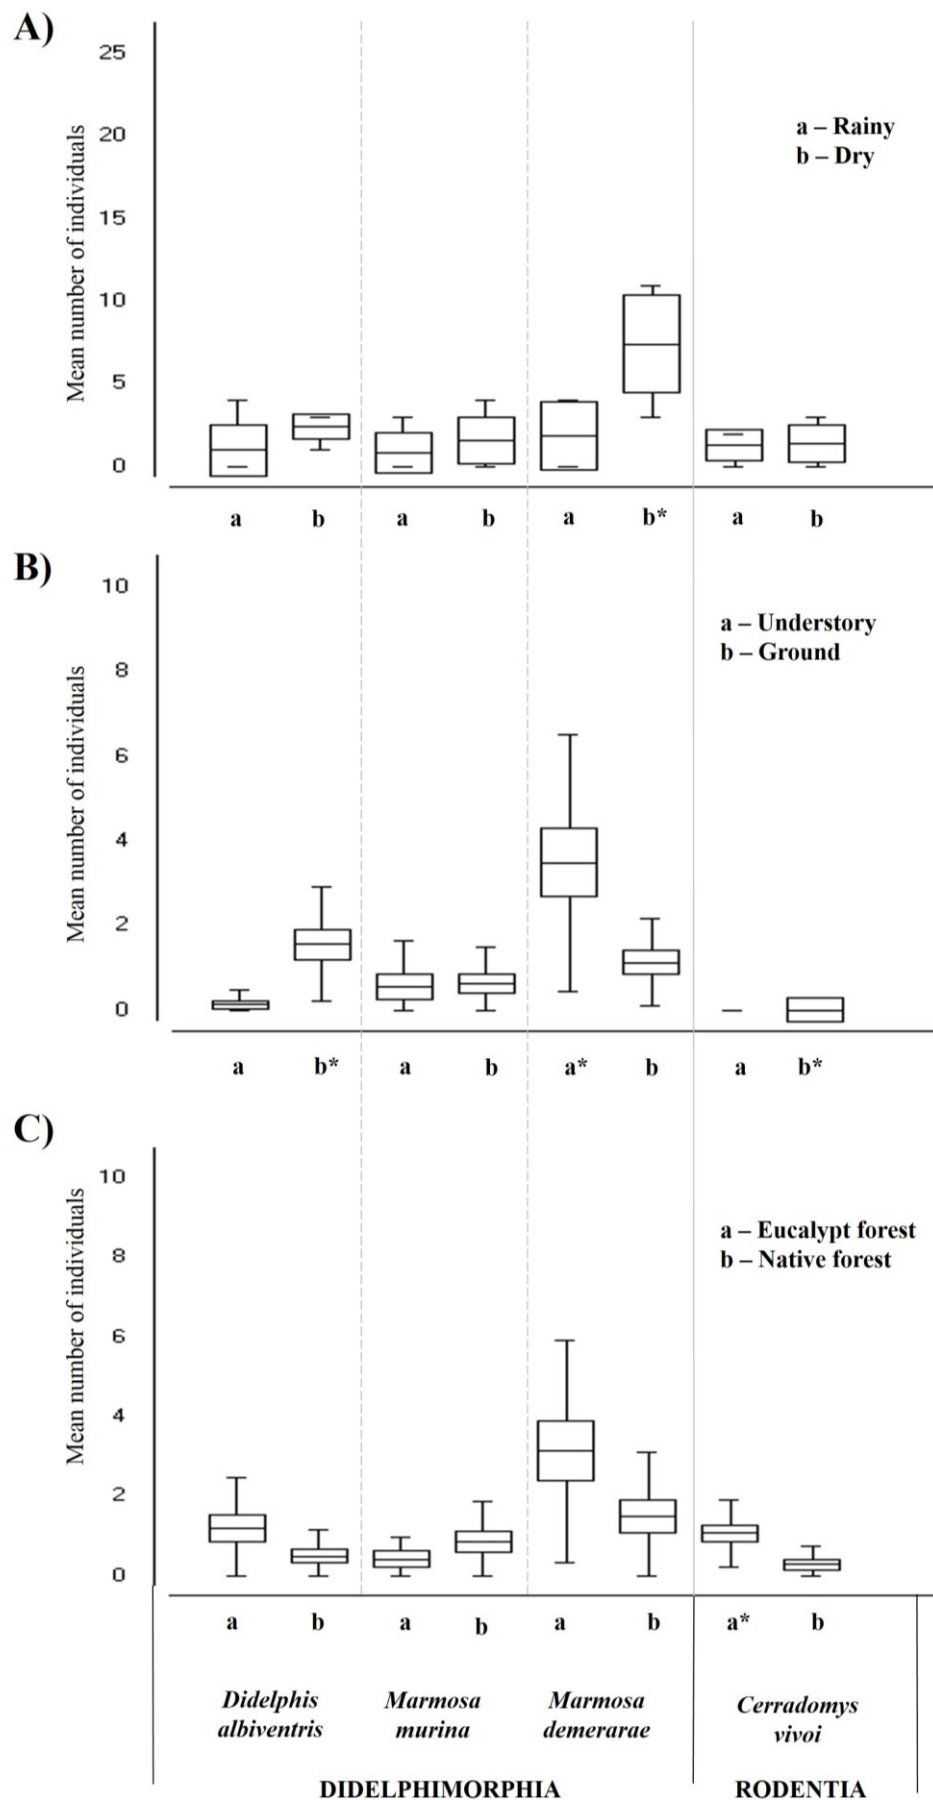 A)
Mean number of individuals
25
20
15
10
5
0
a – Rainy
b – Dry
a b a b a b* a b
B)
Mean number of individuals
10
8
6
4
2
0
a – Understory
b – Ground
a b* a b a* b a b*
C)
Mean number of individuals
10
8
6
4
2
0
a – Eucalypt forest
b – Native forest
a b a b a b a* b
Didelphis
albiventris
Marmosa
murina
Marmosa
demerarae
Cerradomys
vivoi
DIDELPHIMORPHIA
RODENTIA